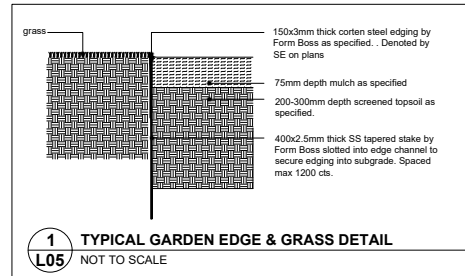 grass
150x3mm thick corten steel edging by
Form Boss as specified. . Denoted by
SE on plans
75mm depth mulch as specified
200-300mm depth screened topsoil as
specified.
400x2.5mm thick SS tapered stake by
Form Boss slotted into edge channel to
secure edging into subgrade. Spaced
max 1200 cts.
1
L05
TYPICAL GARDEN EDGE & GRASS DETAIL
NOT TO SCALE